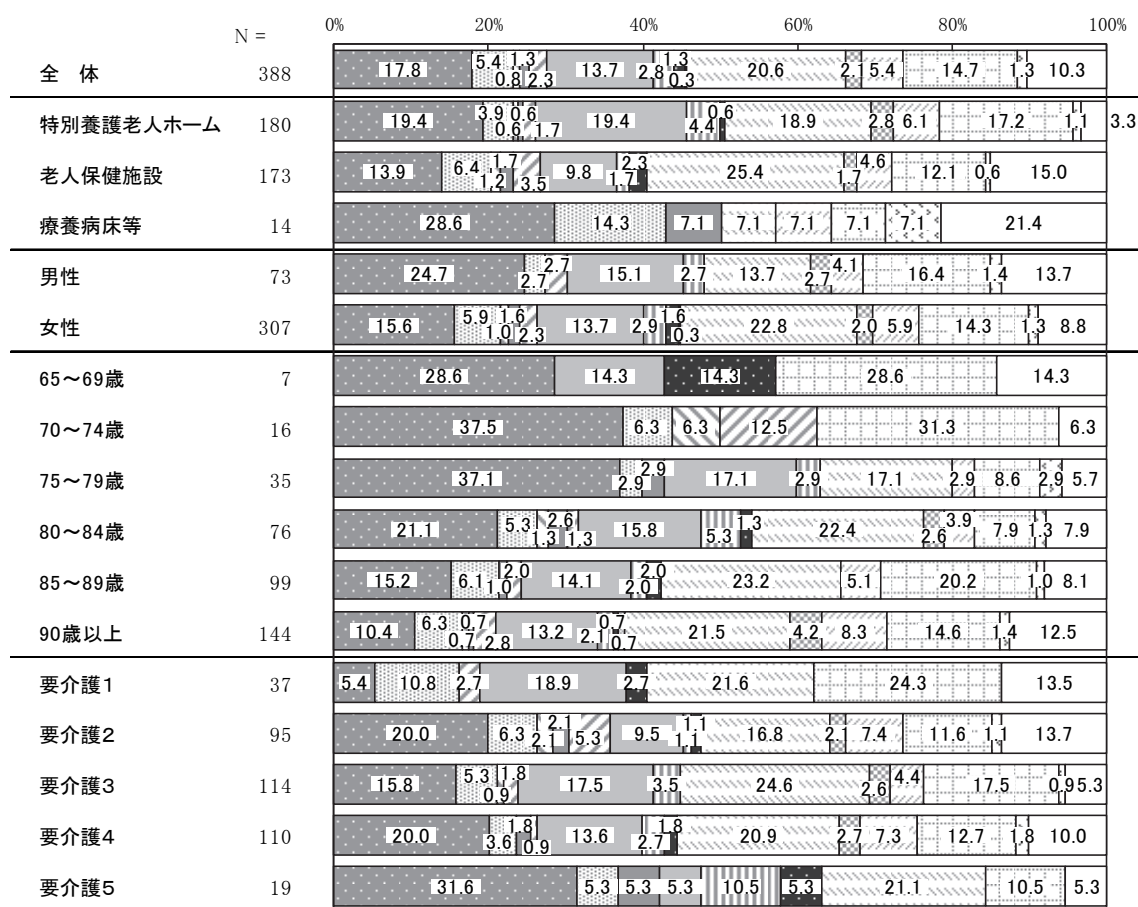 0% 20% 40% 60% 80% 100%
N =
全 体 388 17.8 5.4 0.8 1.3 2.3 13.7 2.8 1.3 0.3 20.6 2.1 5.4 14.7 1.3 10.3
特別養護老人ホーム 180 19.4 3.9 0.6 0.6 1.7 19.4 4.4 0.6 18.9 2.8 6.1 17.2 1.1 3.3
老人保健施設 173 13.9 6.4 1.2 1.7 3.5 9.8 1.7 2.3 25.4 1.7 4.6 12.1 0.6 15.0
療養病床等 14 28.6 14.3 7.1 7.1 7.1 7.1 7.1 21.4
男性 73 24.7 2.7 2.7 15.1 2.7 13.7 2.7 4.1 16.4 1.4 13.7
女性 307 15.6 5.9 1.0 1.6 2.3 13.7 2.9 1.6 0.3 22.8 2.0 5.9 14.3 1.3 8.8
65～69歳 7 28.6 14.3 14.3 28.6 14.3
70～74歳 16 37.5 6.3 6.3 12.5 31.3 6.3
75～79歳 35 37.1 2.9 2.9 17.1 2.9 17.1 2.9 8.6 2.9 5.7
80～84歳 76 21.1 5.3 1.3 2.6 1.3 15.8 5.3 1.3 22.4 2.6 3.9 7.9 1.3 7.9
85～89歳 99 15.2 6.1 1.0 2.0 14.1 2.0 2.0 23.2 5.1 20.2 1.0 8.1
90歳以上 144 10.4 6.3 0.7 0.7 2.8 13.2 2.1 0.7 0.7 21.5 4.2 8.3 14.6 1.4 12.5
要介護1 37 5.4 10.8 2.7 18.9 2.7 21.6 24.3 13.5
要介護2 95 20.0 6.3 2.1 2.1 5.3 9.5 1.1 1.1 16.8 2.1 7.4 11.6 1.1 13.7
要介護3 114 15.8 5.3 0.9 1.8 17.5 3.5 24.6 2.6 4.4 17.5 0.9 5.3
要介護4 110 20.0 3.6 1.8 0.9 13.6 2.7 1.8 20.9 2.7 7.3 12.7 1.8 10.0
要介護5 19 31.6 5.3 5.3 5.3 10.5 5.3 21.1 10.5 5.3